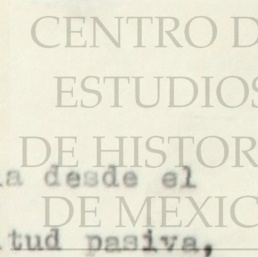 CENTRO D
ESTUDIOS
DE HISTOR
a desde el
DE MEXIC
tud pasiva,